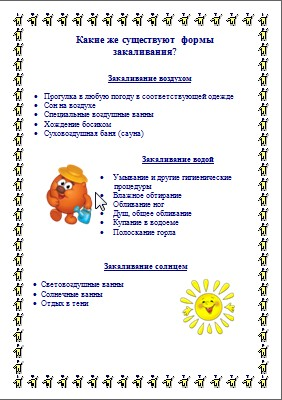 Какие же существуют формы
закаливания?
Закаливание воздухом
Прогулка в любую погоду в соответствующей одежде
Сон на воздухе
Специальные воздушные ванны
Хождение босиком
Суховоздушная баня (сауна)
Закаливание водой
Умывание и другие гигиенические
процедуры
Влажное обтирание
Обливание ног
Душ, общее обливание
Купание в водоеме
Полоскание горла
Закаливание солнцем
Световоздушные ванны
Солнечные ванны
Отдых в тени